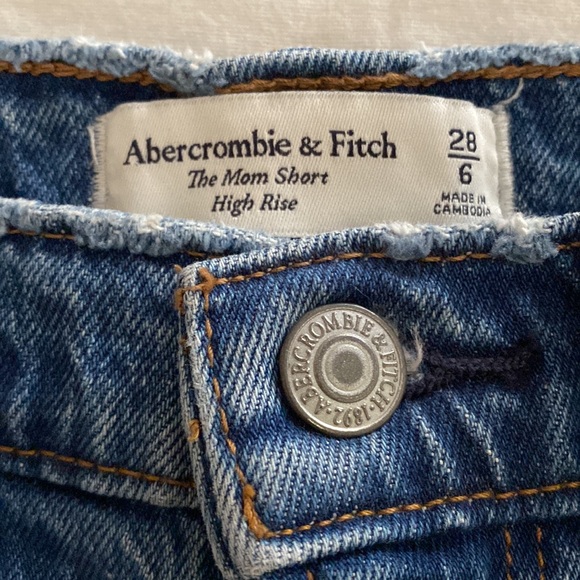 Abercrombie & Fitch
The Mom Short
High Rise
28
6
MADE IN
CAMBODIA
ABERCROMBIE & FITCH · 1892 ·